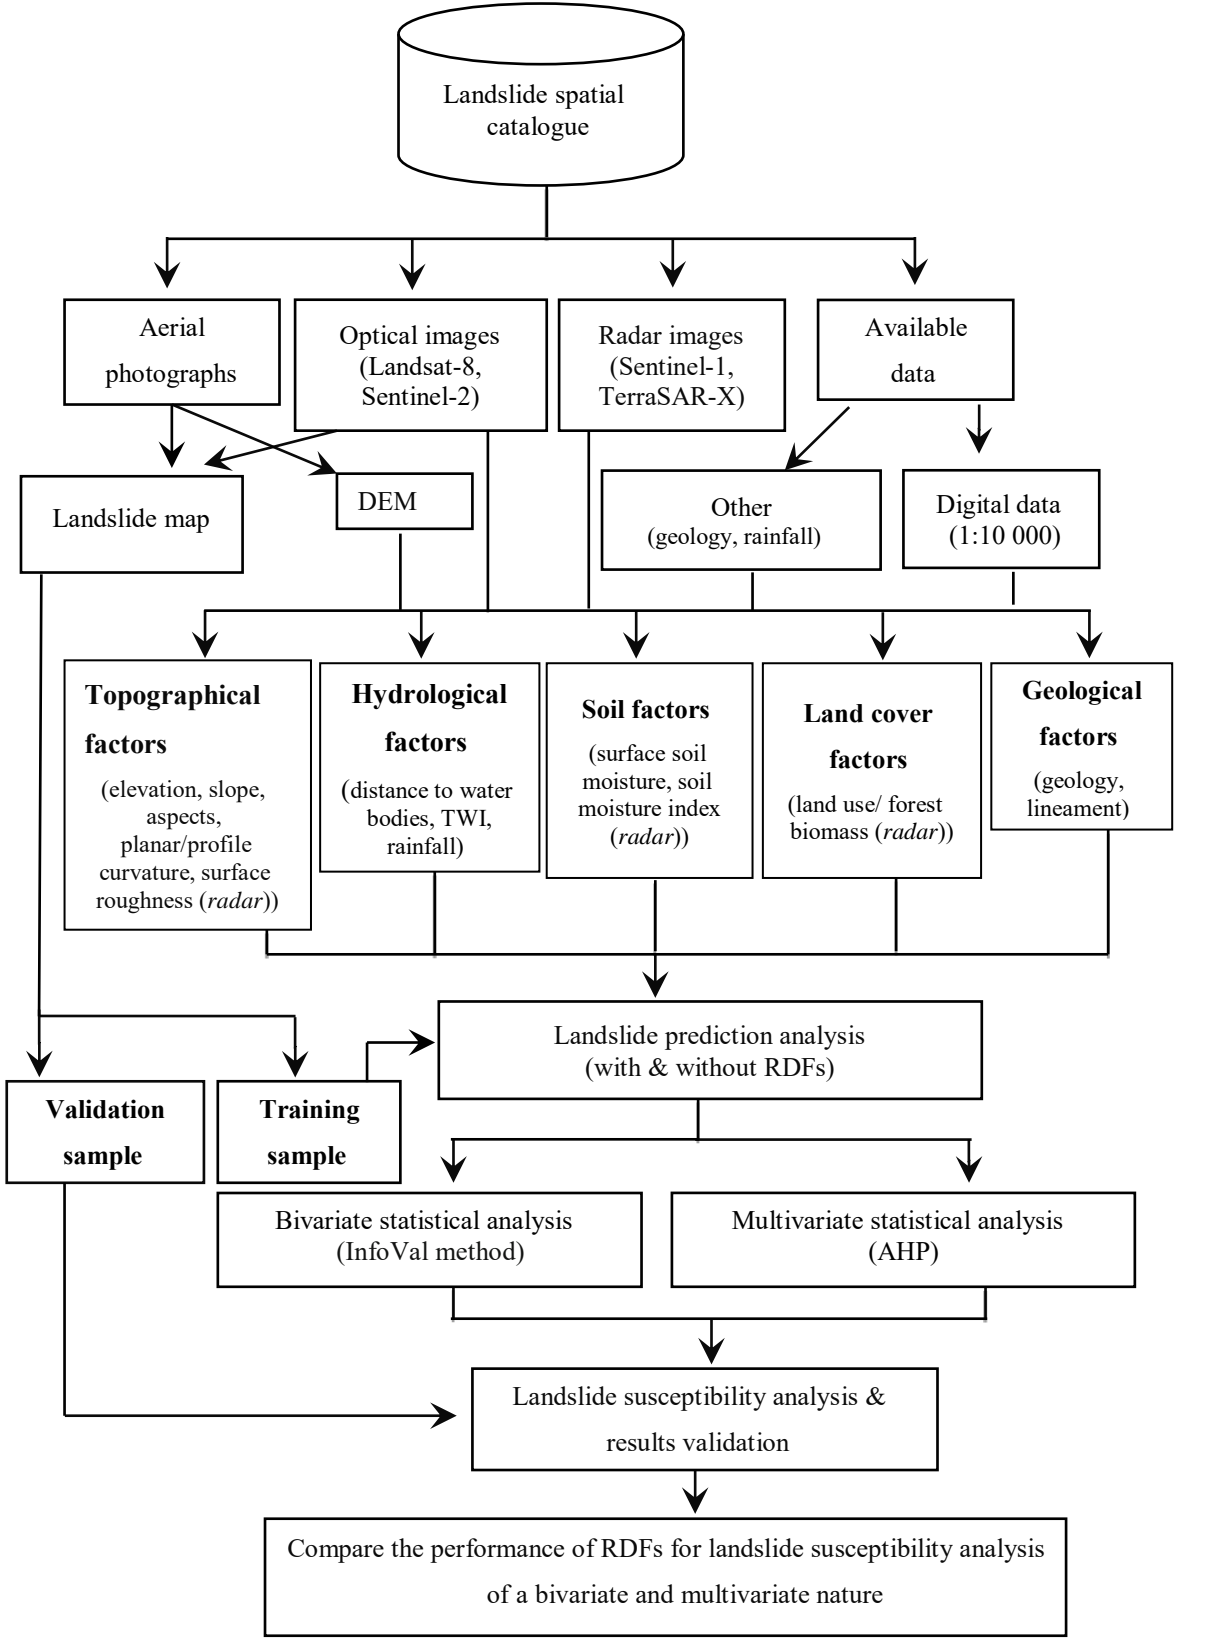 Landslide spatial
catalogue
Aerial
photographs
Optical images
(Landsat-8,
Sentinel-2)
Radar images
(Sentinel-1,
TerraSAR-X)
Available
data
Landslide map
DEM
Other
(geology, rainfall)
Digital data
(1:10 000)
Topographical
factors
(elevation, slope,
aspects,
planar/profile
curvature, surface
roughness (radar))
Hydrological
factors
(distance to water
bodies, TWI,
rainfall)
Soil factors
(surface soil
moisture, soil
moisture index
(radar))
Land cover
factors
(land use/ forest
biomass (radar))
Geological
factors
(geology,
lineament)
Landslide prediction analysis
(with & without RDFs)
Validation
sample
Training
sample
Bivariate statistical analysis
(InfoVal method)
Multivariate statistical analysis
(AHP)
Landslide susceptibility analysis &
results validation
Compare the performance of RDFs for landslide susceptibility analysis
of a bivariate and multivariate nature